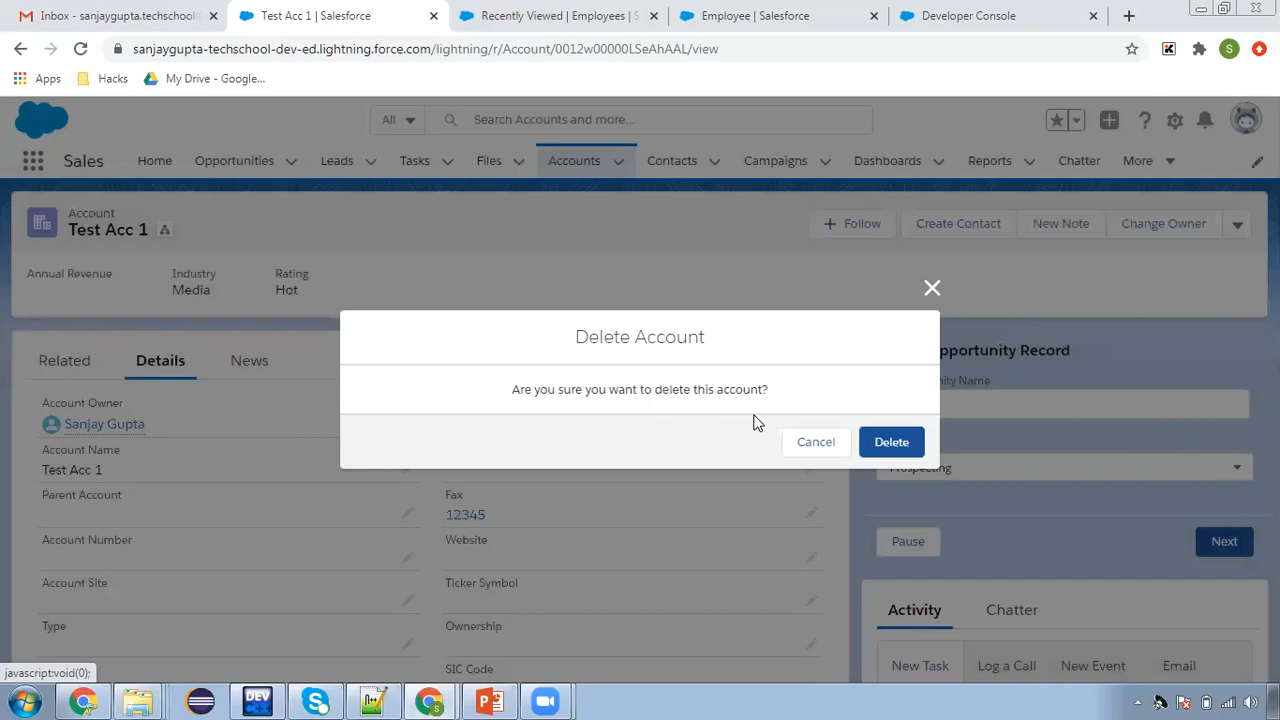 Inbox - sanjaygupta.techschool
Test Acc 1 | Salesforce
Recently Viewed | Employees | S
Employee | Salesforce
Developer Console
sanjaygupta-techschool-dev-ed.lightning.force.com/lightning/r/Account/0012w00000LSeAhAAL/view
S
Apps
Hacks
My Drive - Google...
All
Search Accounts and more...
Sales
Home
Opportunities
Leads
Tasks
Files
Accounts
Contacts
Campaigns
Dashboards
Reports
Chatter
More
Account
Test Acc 1
Follow
Create Contact
New Note
Change Owner
Annual Revenue
Industry
Media
Rating
Hot
Delete Account
Are you sure you want to delete this account?
Cancel
Delete
Related
Details
News
Account Owner
Sanjay Gupta
Account Name
Test Acc 1
Parent Account
Account Number
Account Site
Type
Fax
12345
Website
Ticker Symbol
Ownership
SIC Code
pportunity Record
Name
Prospecting
Pause
Next
Activity
Chatter
New Task
Log a Call
New Event
Email
javascript:void(0);
DEV
C++